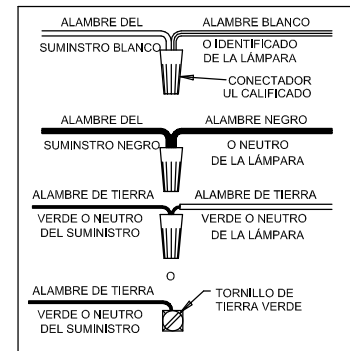 ALAMBRE DEL ALAMBRE BLANCO
SUMINSTRO BLANCO O IDENTIFICADO
DE LA LÁMPARA
CONECTADOR
UL CALIFICADO
ALAMBRE DEL ALAMBRE NEGRO
SUMINSTRO NEGRO O NEUTRO
DE LA LÁMPARA
ALAMBRE DE TIERRA ALAMBRE DE TIERRA
VERDE O NEUTRO VERDE O NEUTRO
DEL SUMINISTRO DE LA LÁMPARA
O
ALAMBRE DE TIERRA TORNILLO DE
VERDE O NEUTRO TIERRA VERDE
DEL SUMINISTRO